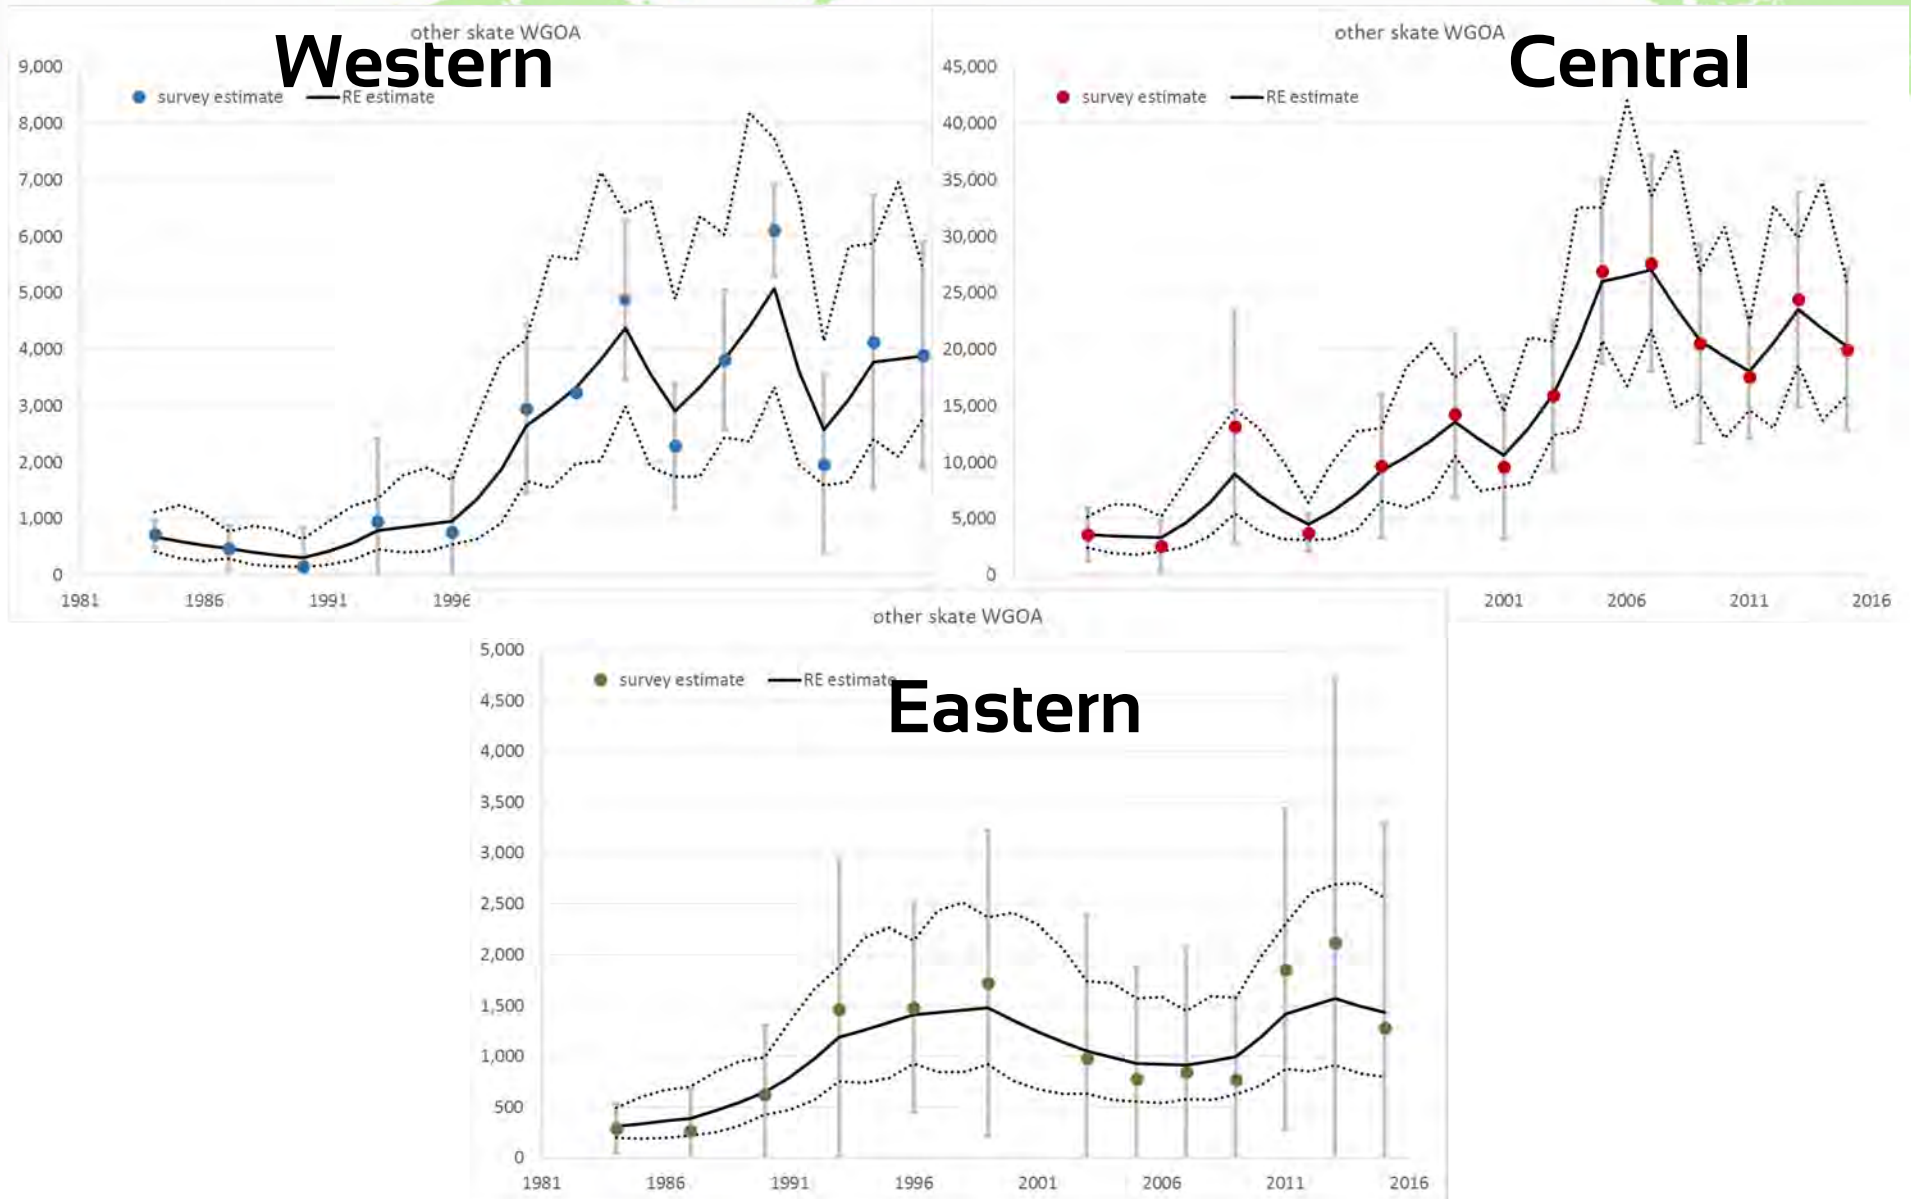 other skate WGOA
Western
9,000
survey estimate RE estimate
8,000
7,000
6,000
5,000
4,000
3,000
2,000
1,000
0
1981 1986 1991 1996
other skate WGOA
Central
45,000
survey estimate RE estimate
40,000
35,000
30,000
25,000
20,000
15,000
10,000
5,000
0
2001 2006 2011 2016
other skate WGOA
5,000
survey estimate RE estimate
Eastern
4,500
4,000
3,500
3,000
2,500
2,000
1,500
1,000
500
0
1981 1986 1991 1996 2001 2006 2011 2016